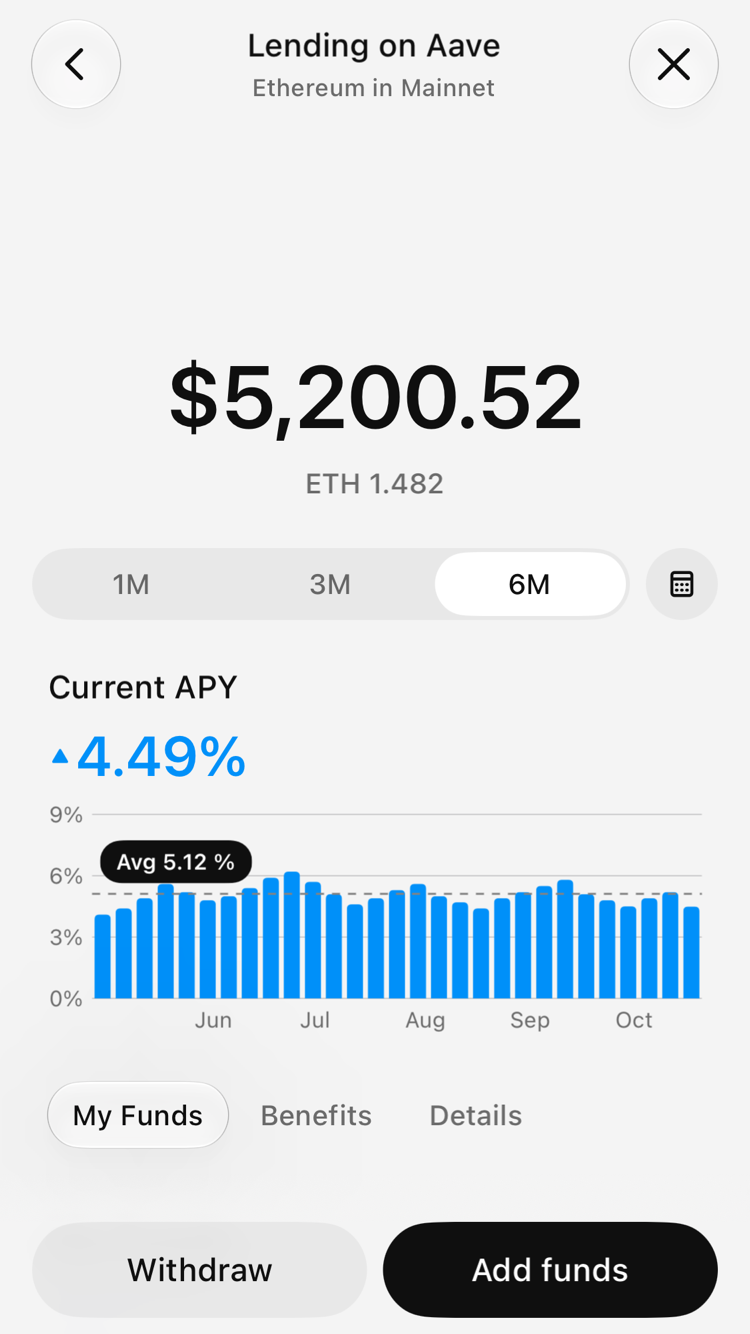 Lending on Aave
Ethereum in Mainnet
$5,200.52
ETH 1.482
1M 3M 6M
Current APY
4.49%
9%
Avg 5.12 %
6%
3%
0%
Jun Jul Aug Sep Oct
My Funds Benefits Details
Withdraw Add funds